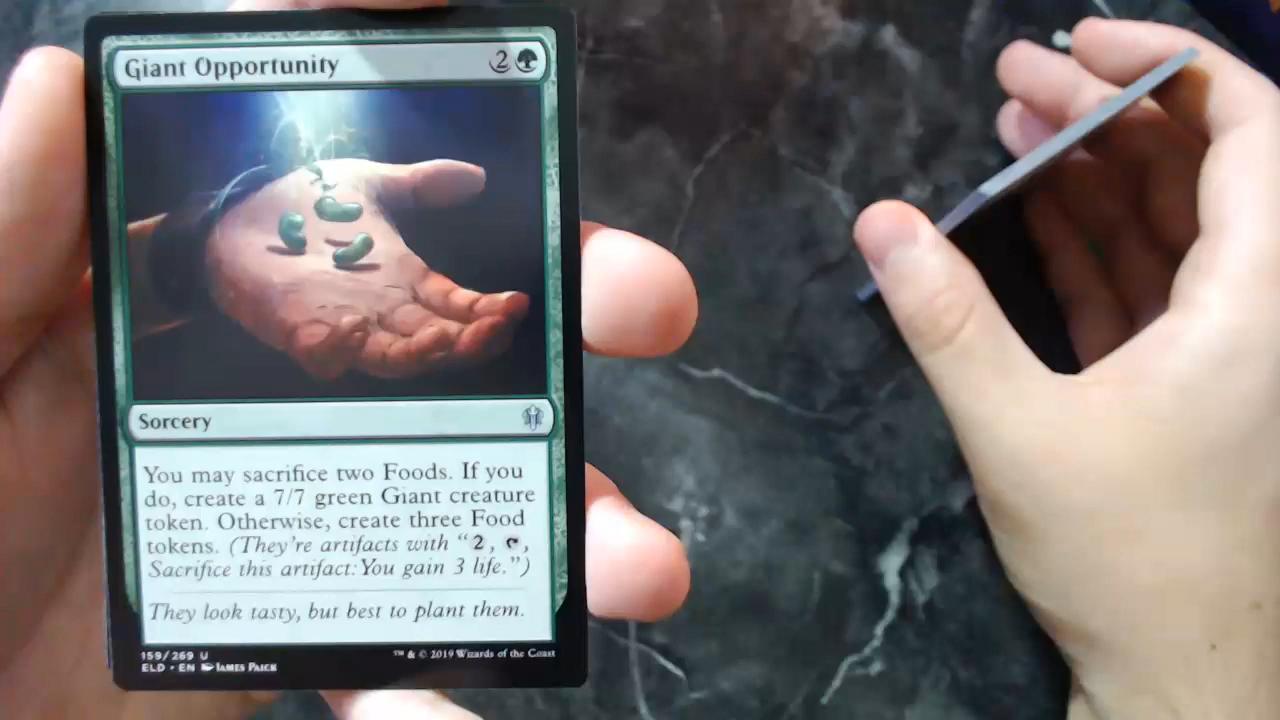 Giant Opportunity 2
Sorcery
You may sacrifice two Foods. If you
do, create a 7/7 green Giant creature
token. Otherwise, create three Food
tokens. (They're artifacts with “2, ,
Sacrifice this artifact: You gain 3 life.”)
They look tasty, but best to plant them.
159/269 U
ELD • EN James Paick
™ & © 2019 Wizards of the Coast